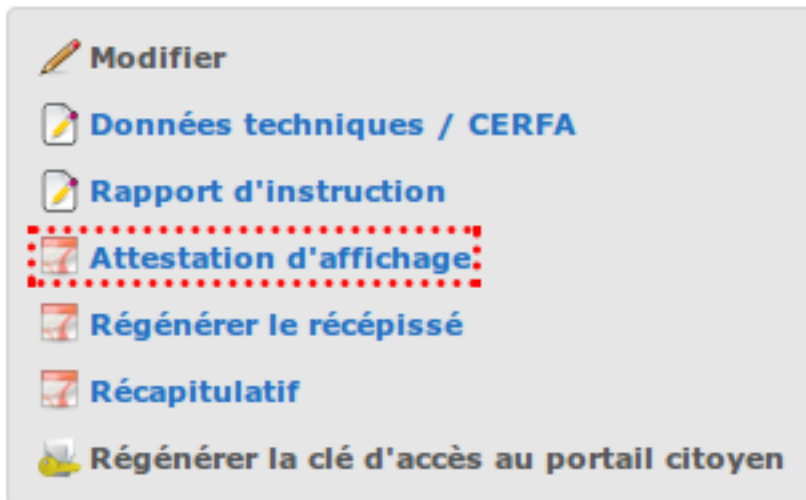 Modifier
Données techniques / CERFA
Rapport d'instruction
Attestation d'affichage
Régénérer le récépissé
Récapitulatif
Régénérer la clé d'accès au portail citoyen